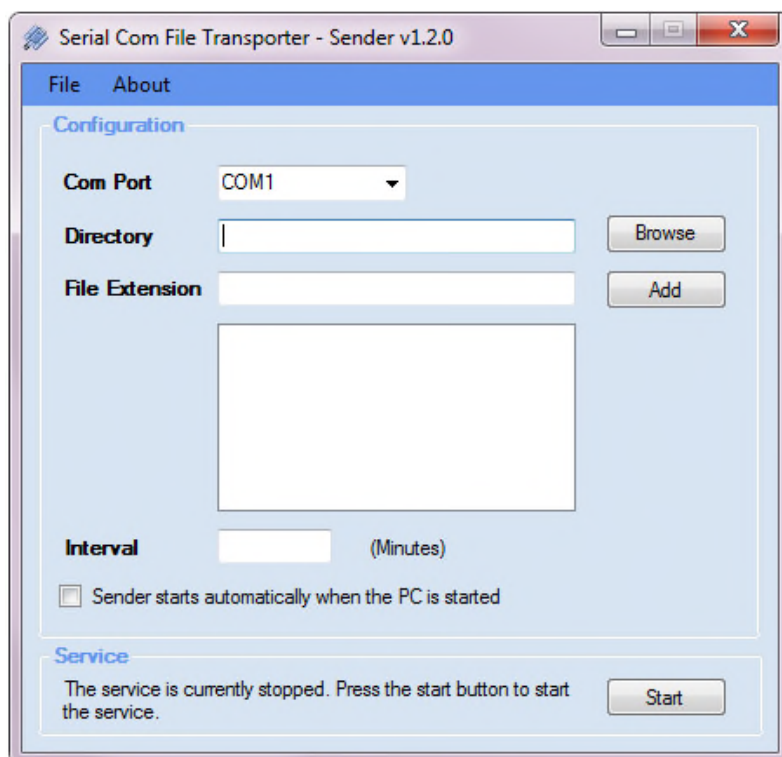 Serial Com File Transporter - Sender v1.2.0
File About
Configuration
Com Port COM1
Directory Browse
File Extension Add
Interval (Minutes)
Sender starts automatically when the PC is started
Service
The service is currently stopped. Press the start button to start
the service.
Start